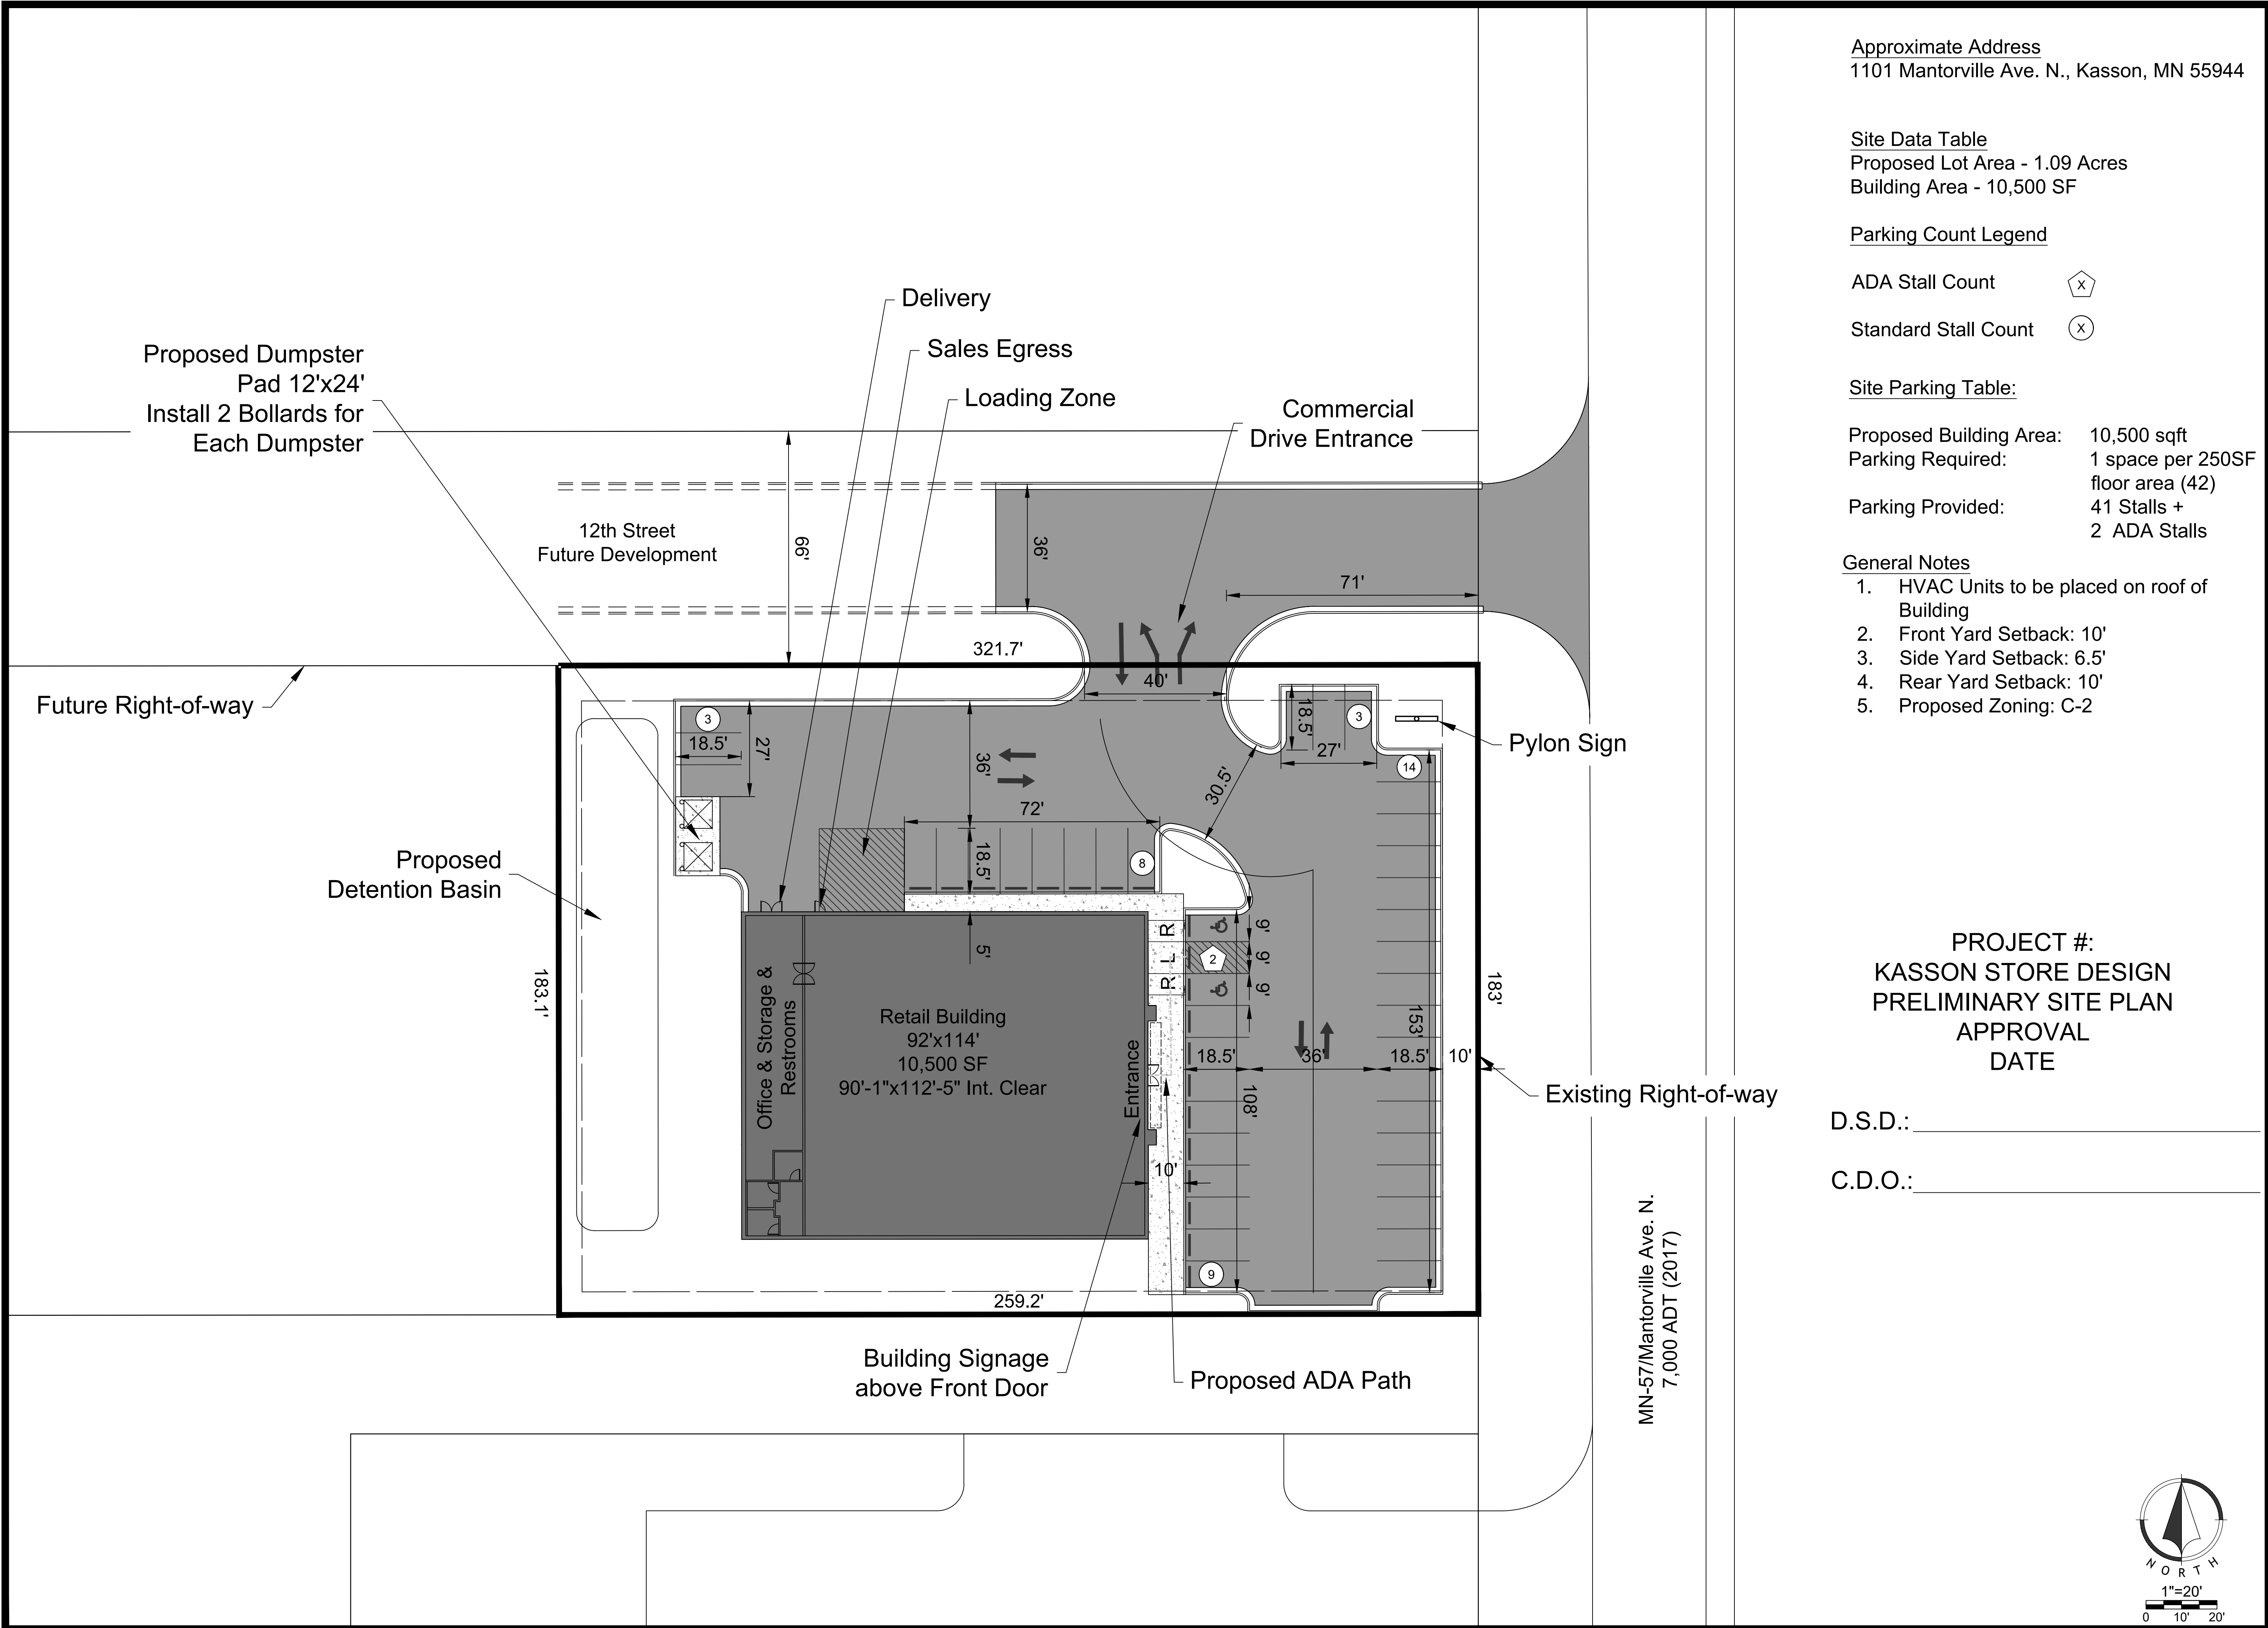 Approximate Address
1101 Mantorville Ave. N., Kasson, MN 55944
Site Data Table
Proposed Lot Area - 1.09 Acres
Building Area - 10,500 SF
Parking Count Legend
ADA Stall Count X
Standard Stall Count X
Site Parking Table:
Proposed Building Area: 10,500 sqft
Parking Required: 1 space per 250SF
floor area (42)
Parking Provided: 41 Stalls +
2 ADA Stalls
General Notes
1. HVAC Units to be placed on roof of
Building
2. Front Yard Setback: 10'
3. Side Yard Setback: 6.5'
4. Rear Yard Setback: 10'
5. Proposed Zoning: C-2
PROJECT #:
KASSON STORE DESIGN
PRELIMINARY SITE PLAN
APPROVAL
DATE
D.S.D.:
C.D.O.:
NORTH
1"=20'
0 10' 20'
Delivery
Sales Egress
Loading Zone
Commercial
Drive Entrance
Proposed Dumpster
Pad 12'x24'
Install 2 Bollards for
Each Dumpster
12th Street
Future Development
66'
36'
71'
321.7'
40'
Future Right-of-way
3
18.5'
27'
36'
18.5'
3
27'
Pylon Sign
14
30.5'
72'
18.5'
8
Proposed
Detention Basin
183.1'
5'
R
L
R
2
9'
9'
9'
183'
Office & Storage &
Restrooms
Retail Building
92'x114'
10,500 SF
90'-1"x112'-5" Int. Clear
Entrance
18.5'
36'
153'
18.5'
10'
108'
Existing Right-of-way
10'
9
259.2'
Building Signage
above Front Door
Proposed ADA Path
MN-57/Mantorville Ave. N.
7,000 ADT (2017)